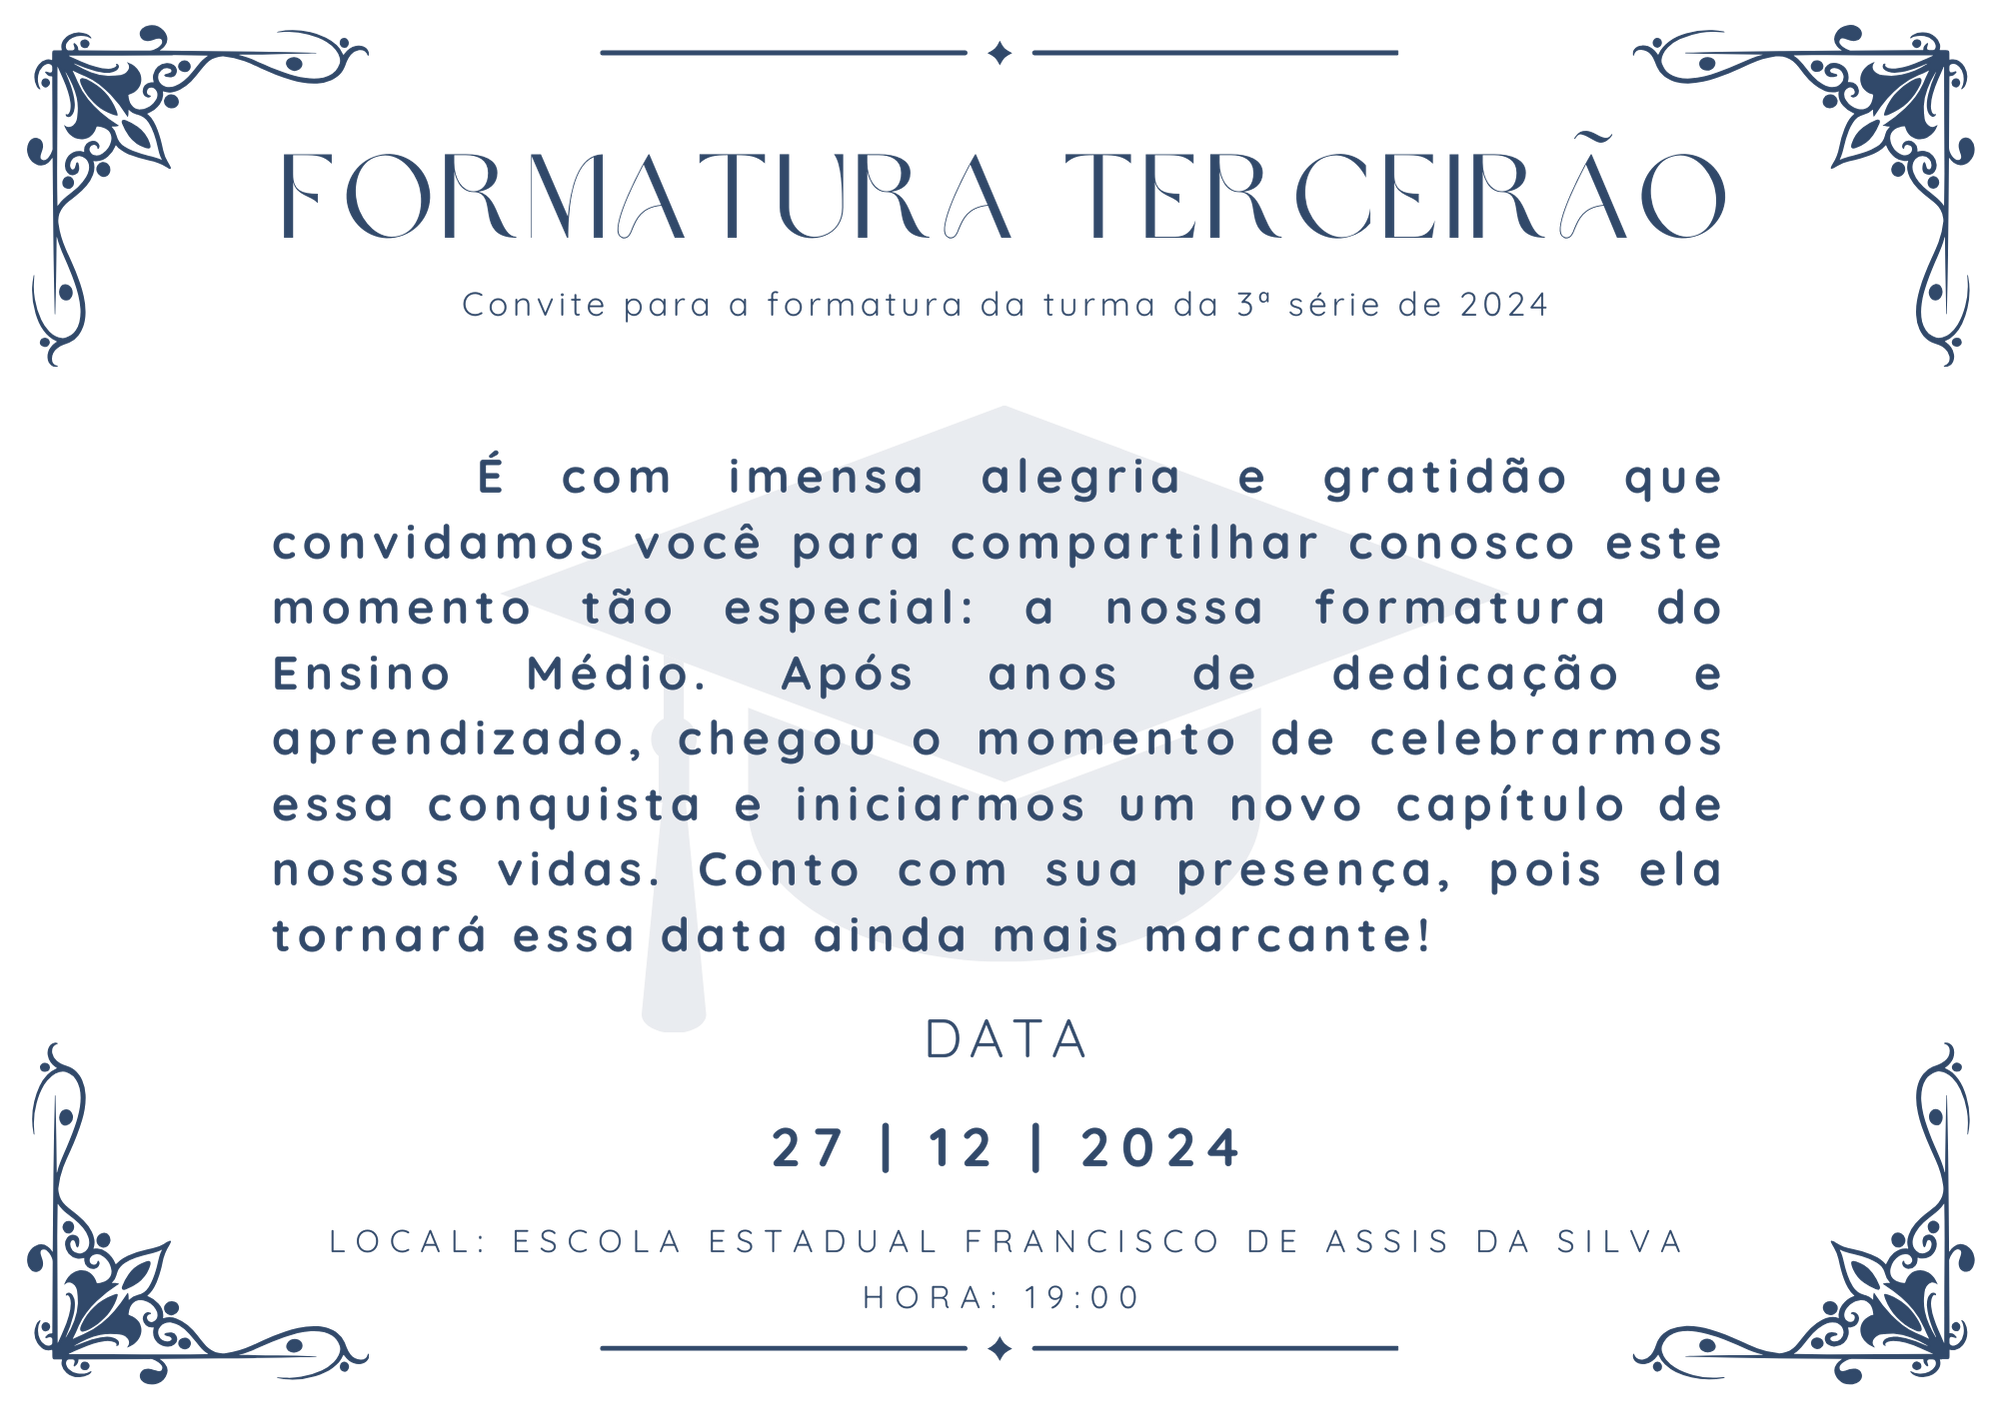 FORMATURA TERCEIRÃO
Convite para a formatura da turma da 3ª série de 2024
É com imensa alegria e gratidão que
convidamos você para compartilhar conosco este
momento tão especial: a nossa formatura do
Ensino Médio. Após anos de dedicação e
aprendizado, chegou o momento de celebrarmos
essa conquista e iniciarmos um novo capítulo de
nossas vidas. Conto com sua presença, pois ela
tornará essa data ainda mais marcante!
DATA
27 | 12 | 2024
LOCAL: ESCOLA ESTADUAL FRANCISCO DE ASSIS DA SILVA
HORA: 19:00